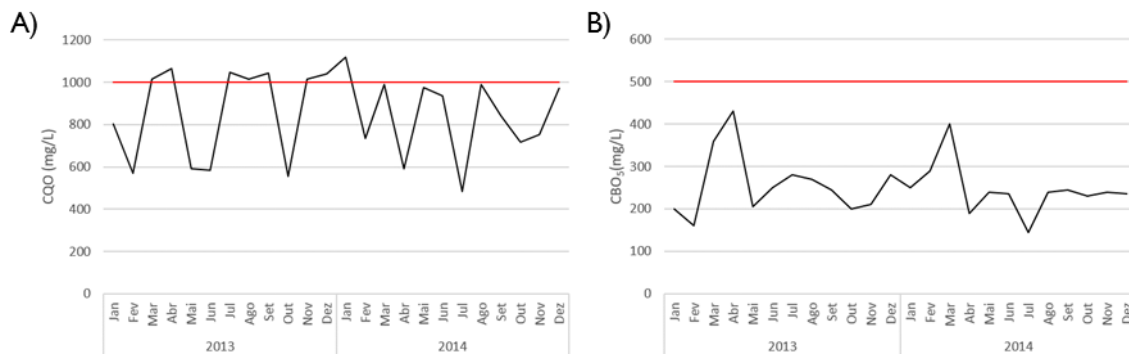 A)
CQO (mg/L)
1200
1000
800
600
400
200
0
Jan Fev Mar Abr Mai Jun Jul Ago Set Out Nov Dez Jan Fev Mar Abr Mai Jun Jul Ago Set Out Nov Dez
2013 2014
B)
CBO₅(mg/L)
600
500
400
300
200
100
0
Jan Fev Mar Abr Mai Jun Jul Ago Set Out Nov Dez Jan Fev Mar Abr Mai Jun Jul Ago Set Out Nov Dez
2013 2014